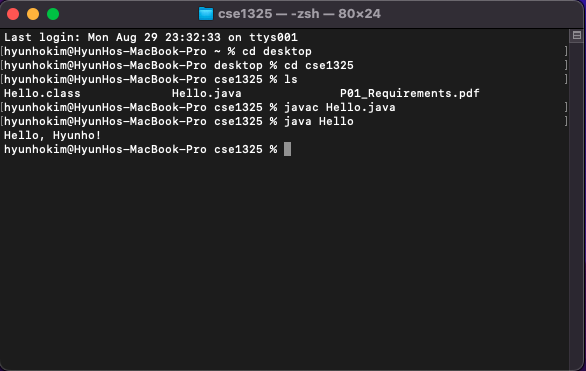 cse1325 — -zsh — 80×24
Last login: Mon Aug 29 23:32:33 on ttys001
[hyunhokim@HyunHos-MacBook-Pro ~ % cd desktop ]
[hyunhokim@HyunHos-MacBook-Pro desktop % cd cse1325 ]
[hyunhokim@HyunHos-MacBook-Pro cse1325 % ls ]
Hello.class Hello.java P01_Requirements.pdf
[hyunhokim@HyunHos-MacBook-Pro cse1325 % javac Hello.java ]
[hyunhokim@HyunHos-MacBook-Pro cse1325 % java Hello ]
Hello, Hyunho!
hyunhokim@HyunHos-MacBook-Pro cse1325 %